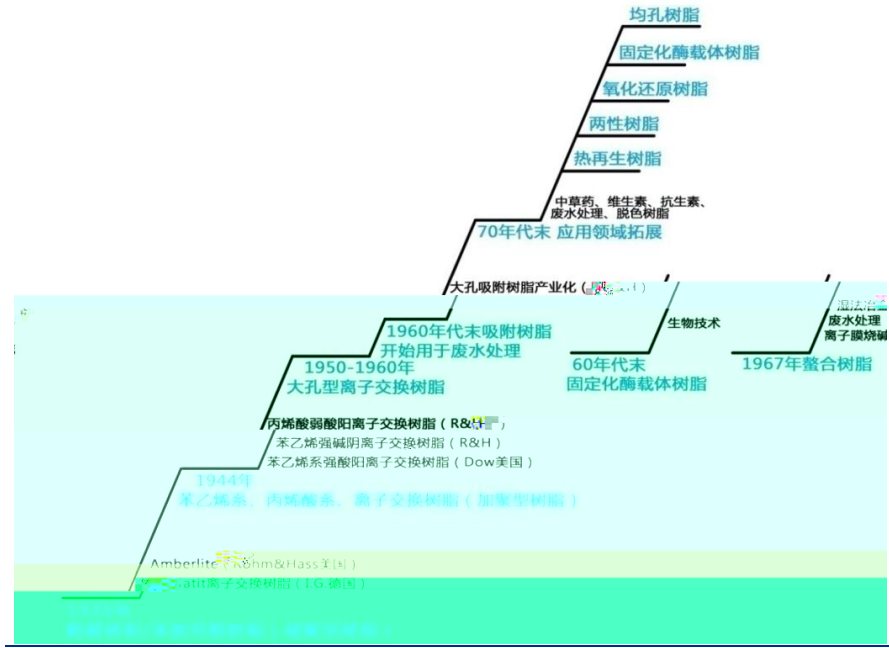 均孔树脂
固定化酶载体树脂
氧化还原树脂
两性树脂
热再生树脂
中草药、维生素、抗生素、
废水处理、脱色树脂
70年代末 应用领域拓展
大孔吸附树脂产业化（
生物技术
湿法冶
废水处理
离子膜烧碱
1960年代末吸附树脂
开始用于废水处理
60年代末
固定化酶载体树脂
1967年螯合树脂
1950-1960年
大孔型离子交换树脂
丙烯酸弱酸阳离子交换树脂（R&H
苯乙烯强碱阴离子交换树脂（R&H）
苯乙烯系强酸阳离子交换树脂（Dow美国）
1944年
苯乙烯系、丙烯酸系、离子交换树脂（加聚型树脂）
Amberlite（Rohm&Hass美国）
离子交换树脂（I.G.德国）